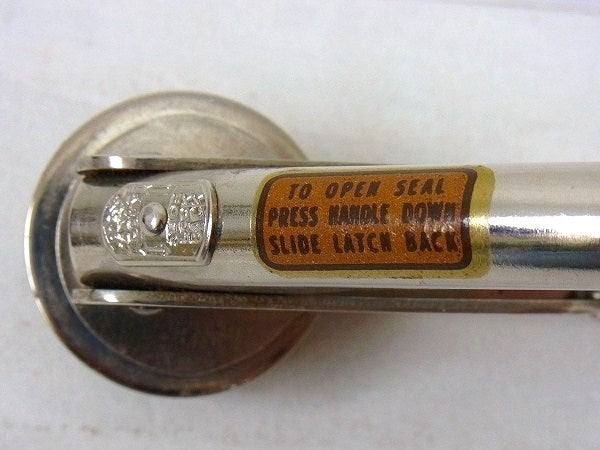 TO OPEN SEAL
PRESS HANDLE DOWN
SLIDE LATCH BACK